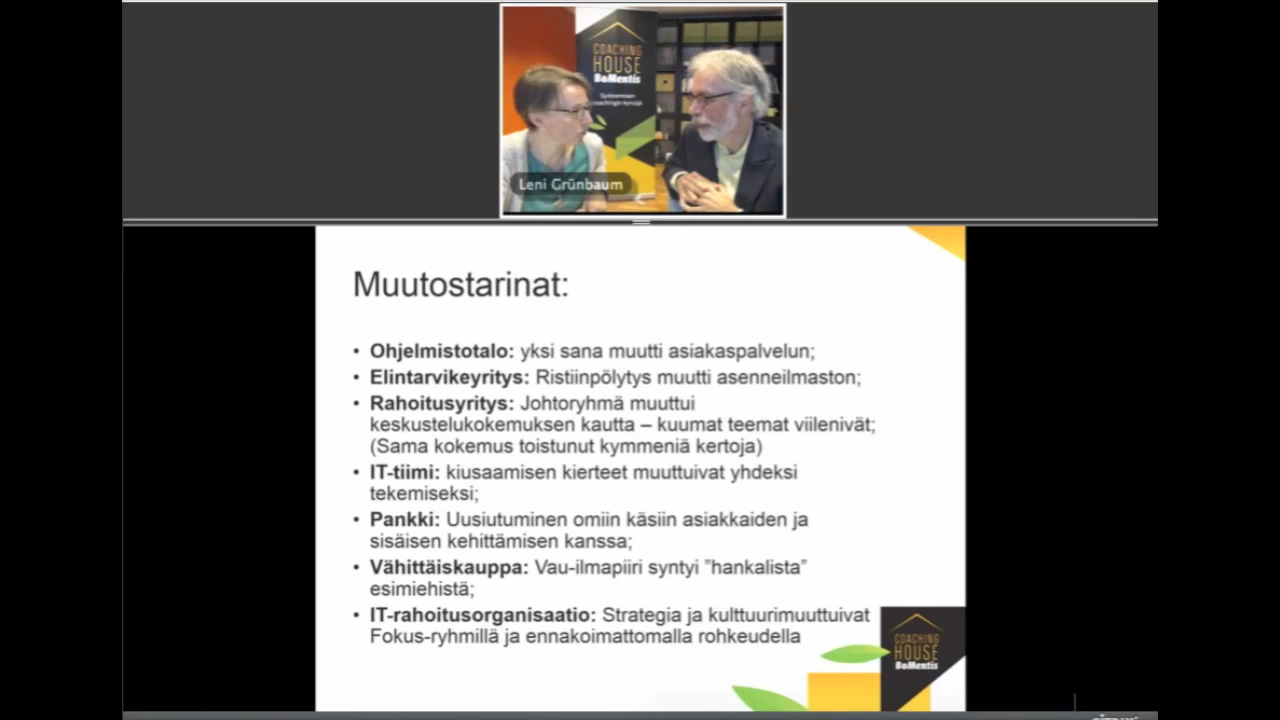 COACHING
HOUSE
BoMentis
Systeemisen
coachingin kynnys
Leni Grünbaum
Muutostarinat:
• Ohjelmistotalo: yksi sana muutti asiakaspalvelun;
• Elintarvikeyritys: Ristiinpölytys muutti asenneilmaston;
• Rahoitusyritys: Johtoryhmä muuttui
keskustelukokemuksen kautta – kuumat teemat viilenivät;
(Sama kokemus toistunut kymmeniä kertoja)
• IT-tiimi: kiusaamisen kierteet muuttuivat yhdeksi
tekemiseksi;
• Pankki: Uusiutuminen omiin käsiin asiakkaiden ja
sisäisen kehittämisen kanssa;
• Vähittäiskauppa: Vau-ilmapiiri syntyi ”hankalista”
esimiehistä;
• IT-rahoitusorganisaatio: Strategia ja kulttuurimuuttuivat
Fokus-ryhmillä ja ennakoimattomalla rohkeudella
COACHING
HOUSE
BoMentis